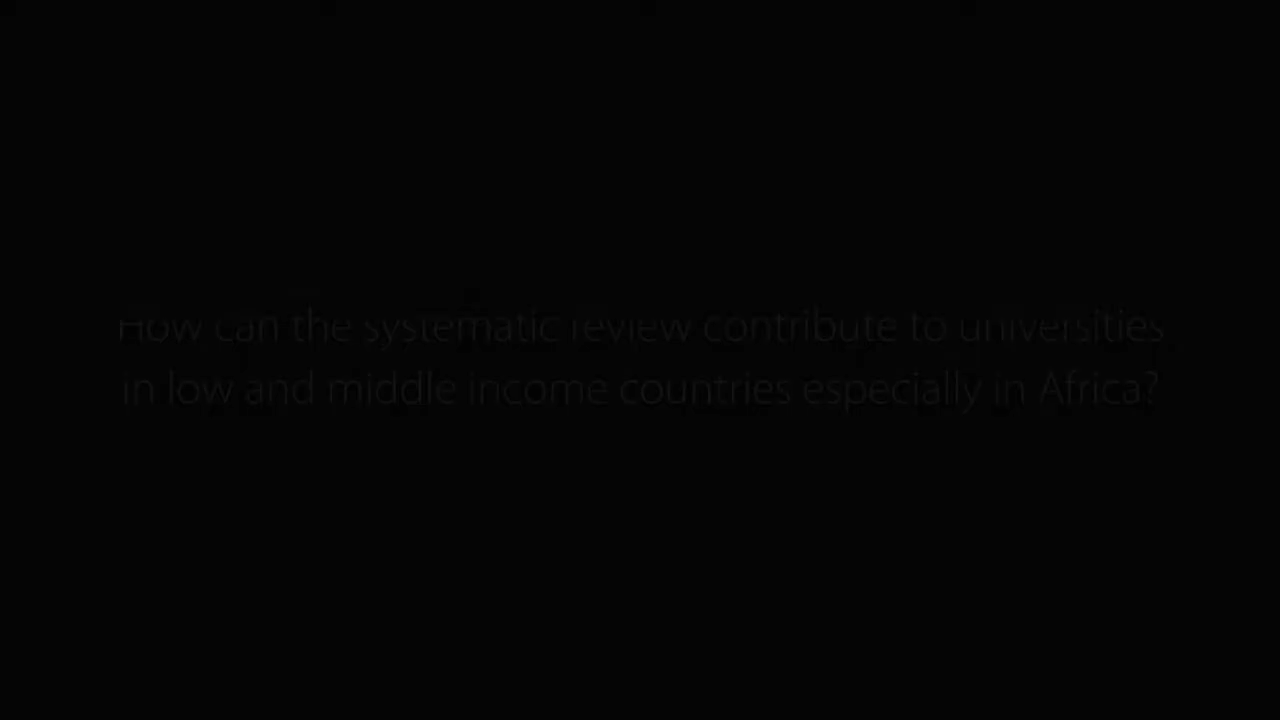 How can the systematic review contribute to universities
in low and middle income countries especially in Africa?